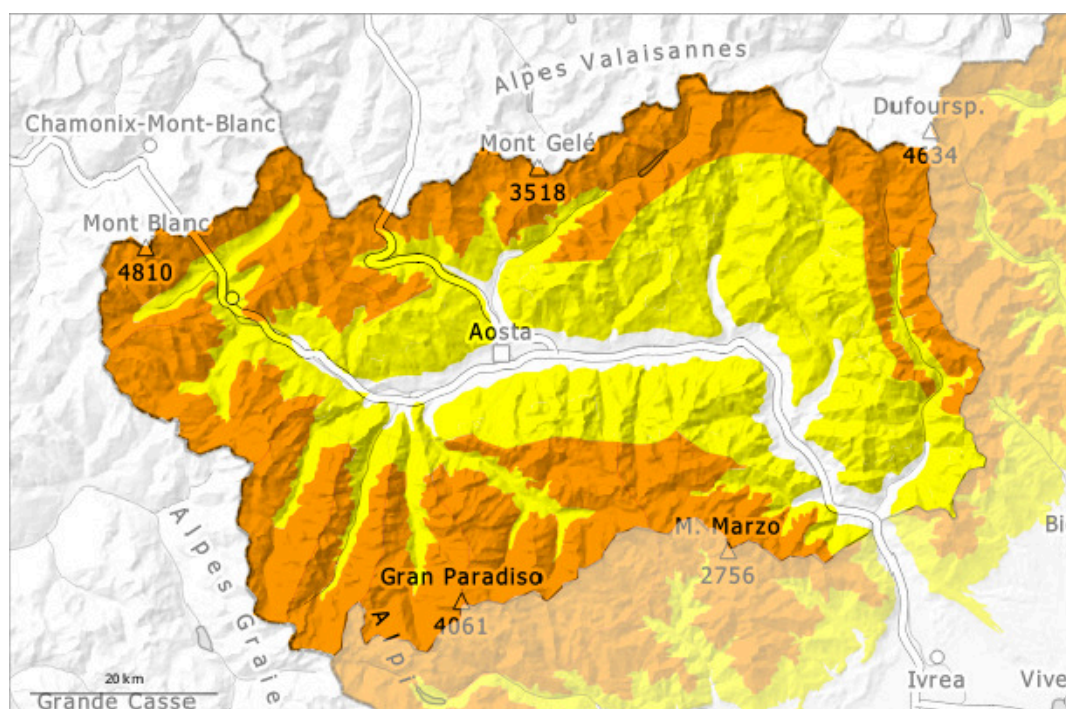 Alpes Valaisannes
Dufoursp.
4634
Chamonix-Mont-Blanc
Mont Gelé
3518
Mont Blanc
4810
Aosta
M. Marzo
2756
Gran Paradiso
4061
Alpes Graie
Alpi
Bi
20 km
Grande Casse
Ivrea
Vive